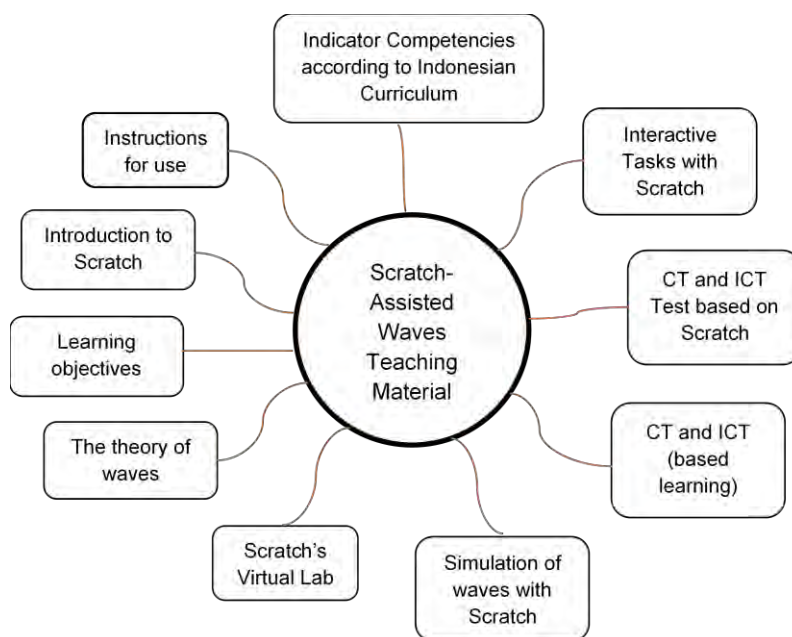 Indicator Competencies
according to Indonesian
Curriculum
Instructions
for use
Interactive
Tasks with
Scratch
Introduction to
Scratch
Scratch-
Assisted
Waves
Teaching
Material
CT and ICT
Test based on
Scratch
Learning
objectives
The theory of
waves
CT and ICT
(based
learning)
Scratch's
Virtual Lab
Simulation of
waves with
Scratch